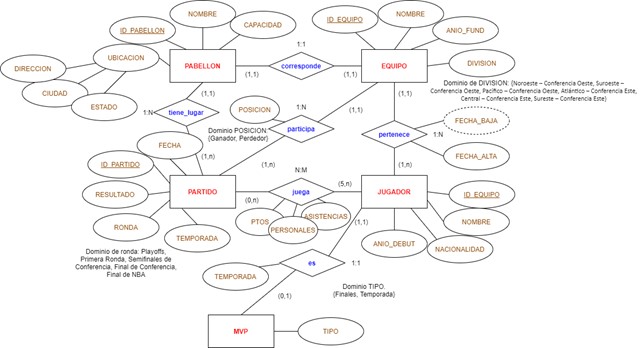 NOMBRE
ID_PABELLON
CAPACIDAD
UBICACION
DIRECCION
CIUDAD
ESTADO
PABELLON
1:1
(1,1)
corresponde
(1,1)
ID_EQUIPO
NOMBRE
ANIO_FUND
EQUIPO
DIVISION
Dominio de DIVISION: {Noroeste – Conferencia Oeste, Suroeste –
Conferencia Oeste, Pacífico – Conferencia Oeste, Atlántico – Conferencia Este,
Central – Conferencia Este, Sureste – Conferencia Este}
(1,1)
1:N
tiene_lugar
(1,n)
POSICION
Dominio POSICION:
{Ganador, Perdedor}
1:N
participa
(1,1)
(1,n)
(1,1)
pertenece
1:N
(1,n)
FECHA_BAJA
FECHA_ALTA
FECHA
ID_PARTIDO
RESULTADO
RONDA
TEMPORADA
Dominio de ronda: Playoffs,
Primera Ronda, Semifinales de
Conferencia, Final de Conferencia,
Final de NBA
PARTIDO
(0,n)
N:M
juega
(5,n)
PTOS
PERSONALES
ASISTENCIAS
JUGADOR
ID_EQUIPO
NOMBRE
NACIONALIDAD
ANIO_DEBUT
(1,1)
TEMPORADA
es
1:1
Dominio TIPO.
{Finales, Temporada}
(0,1)
MVP
TIPO